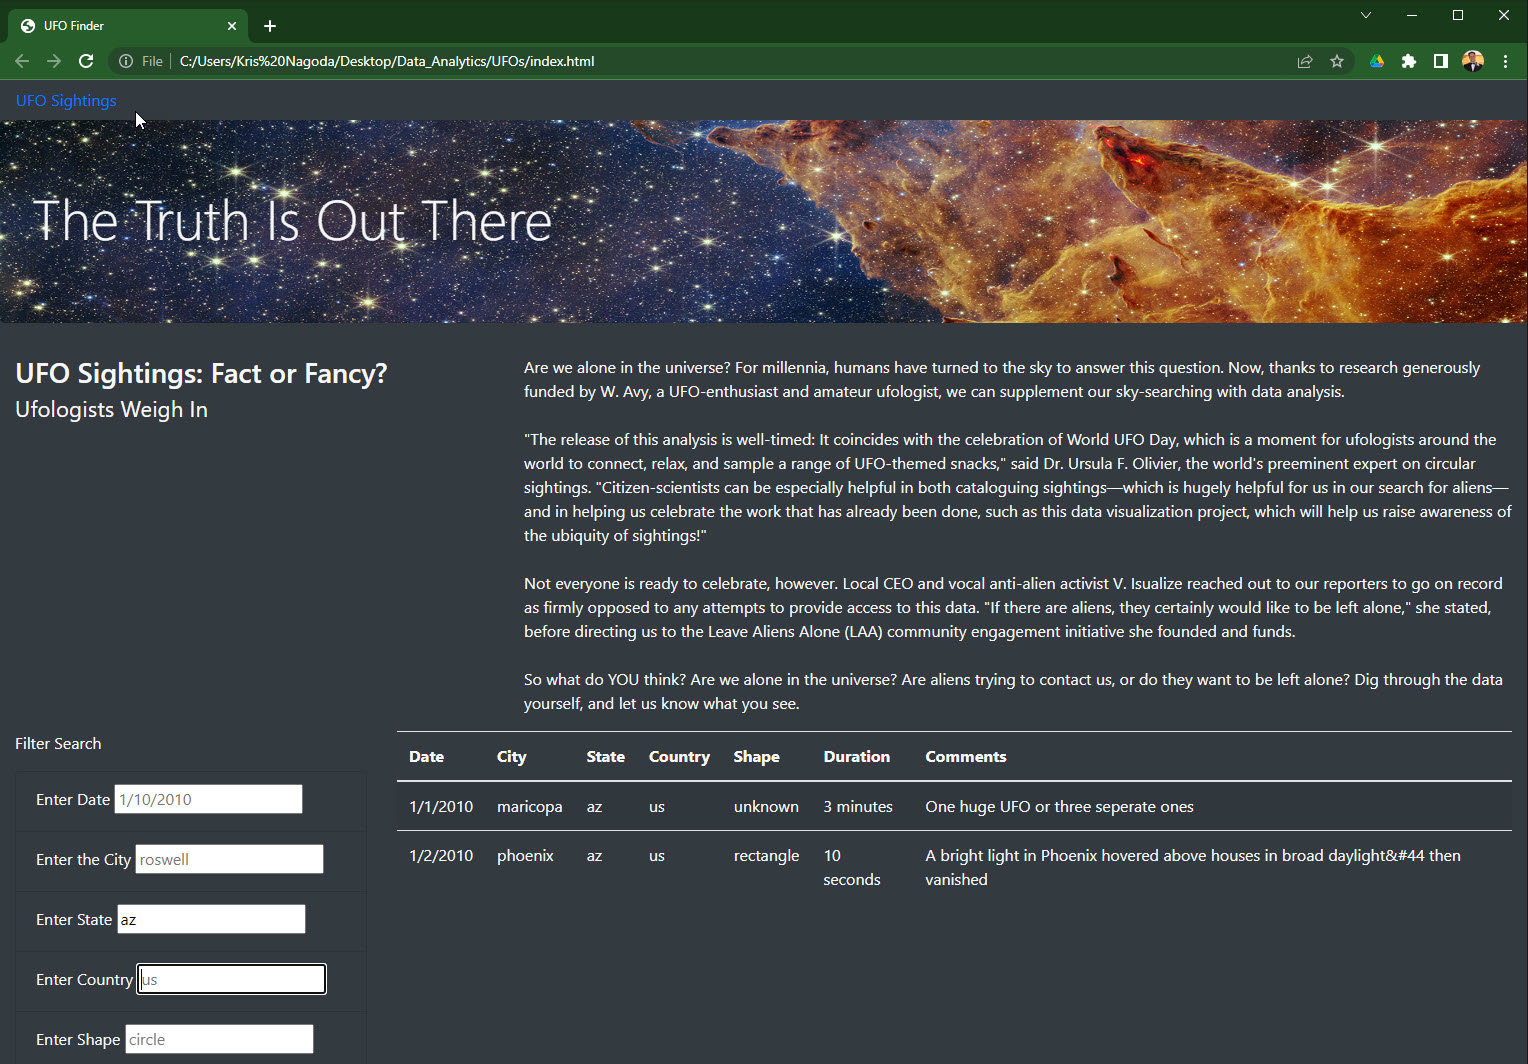 UFO Finder
File
C:/Users/Kris%20Nagoda/Desktop/Data_Analytics/UFOs/index.html
UFO Sightings
The Truth Is Out There
UFO Sightings: Fact or Fancy?
Ufologists Weigh In
Are we alone in the universe? For millennia, humans have turned to the sky to answer this question. Now, thanks to research generously
funded by W. Avy, a UFO-enthusiast and amateur ufologist, we can supplement our sky-searching with data analysis.
"The release of this analysis is well-timed: It coincides with the celebration of World UFO Day, which is a moment for ufologists around the
world to connect, relax, and sample a range of UFO-themed snacks," said Dr. Ursula F. Olivier, the world's preeminent expert on circular
sightings. "Citizen-scientists can be especially helpful in both cataloguing sightings—which is hugely helpful for us in our search for aliens—
and in helping us celebrate the work that has already been done, such as this data visualization project, which will help us raise awareness of
the ubiquity of sightings!"
Not everyone is ready to celebrate, however. Local CEO and vocal anti-alien activist V. Isualize reached out to our reporters to go on record
as firmly opposed to any attempts to provide access to this data. "If there are aliens, they certainly would like to be left alone," she stated,
before directing us to the Leave Aliens Alone (LAA) community engagement initiative she founded and funds.
So what do YOU think? Are we alone in the universe? Are aliens trying to contact us, or do they want to be left alone? Dig through the data
yourself, and let us know what you see.
Filter Search
Enter Date 1/10/2010
Enter the City roswell
Enter State az
Enter Country us
Enter Shape circle
Date City State Country Shape Duration Comments
1/1/2010 maricopa az us unknown 3 minutes One huge UFO or three seperate ones
1/2/2010 phoenix az us rectangle 10 A bright light in Phoenix hovered above houses in broad daylight&#44 then
seconds vanished